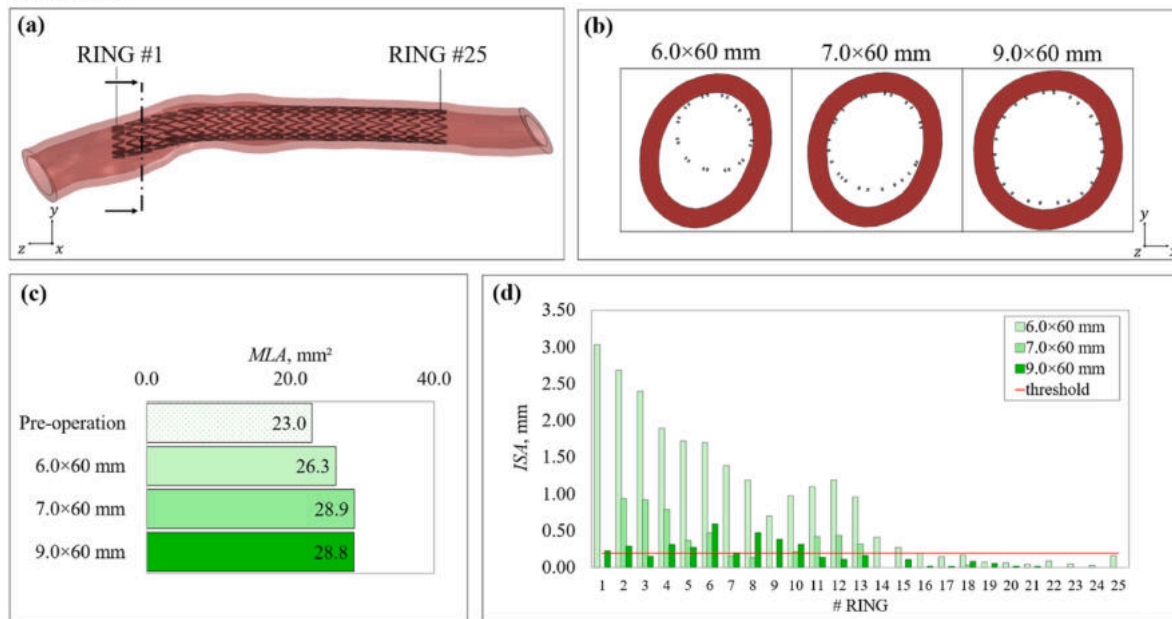 (a)
RING #1
RING #25
y
z
x
(b)
6.0×60 mm
7.0×60 mm
9.0×60 mm
y
z
(c)
MLA, mm²
0.0
20.0
40.0
Pre-operation
23.0
6.0×60 mm
26.3
7.0×60 mm
28.9
9.0×60 mm
28.8
(d)
3.50
3.00
2.50
2.00
1.50
1.00
0.50
0.00
ISA, mm
6.0×60 mm
7.0×60 mm
9.0×60 mm
threshold
1 2 3 4 5 6 7 8 9 10 11 12 13 14 15 16 17 18 19 20 21 22 23 24 25
# RING